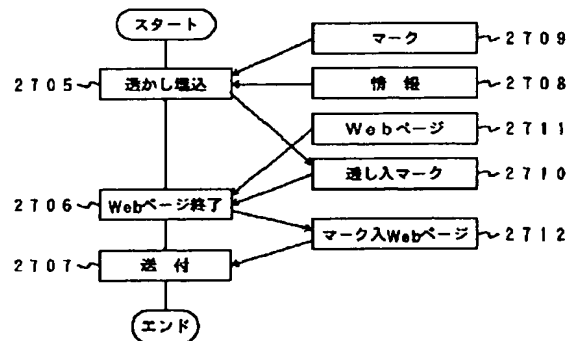 スタート
マーク 2709
2705 透かし埋込 情報 2708
Webページ 2711
透し入マーク 2710
2706 Webページ終了
マーク入Webページ 2712
2707 送付
エンド